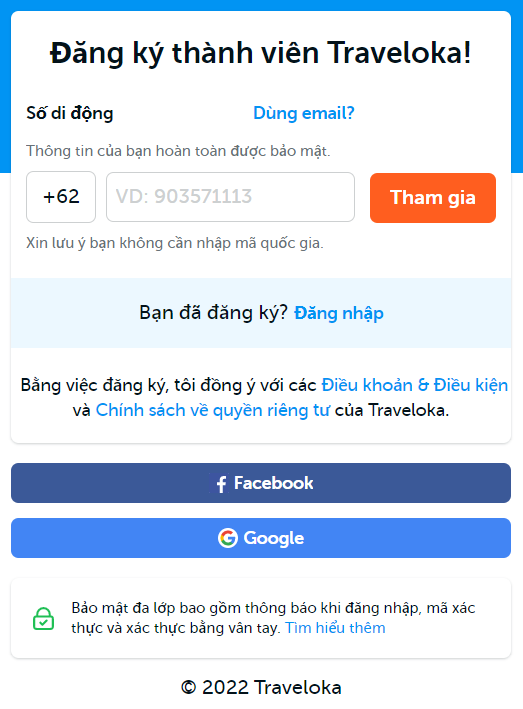 Đăng ký thành viên Traveloka!
Số di động
Dùng email?
Thông tin của bạn hoàn toàn được bảo mật.
+62
VD: 903571113
Tham gia
Xin lưu ý bạn không cần nhập mã quốc gia.
Bạn đã đăng ký? Đăng nhập
Bằng việc đăng ký, tôi đồng ý với các Điều khoản & Điều kiện
và Chính sách về quyền riêng tư của Traveloka.
Facebook
Google
Bảo mật đa lớp bao gồm thông báo khi đăng nhập, mã xác
thực và xác thực bằng vân tay. Tìm hiểu thêm
© 2022 Traveloka